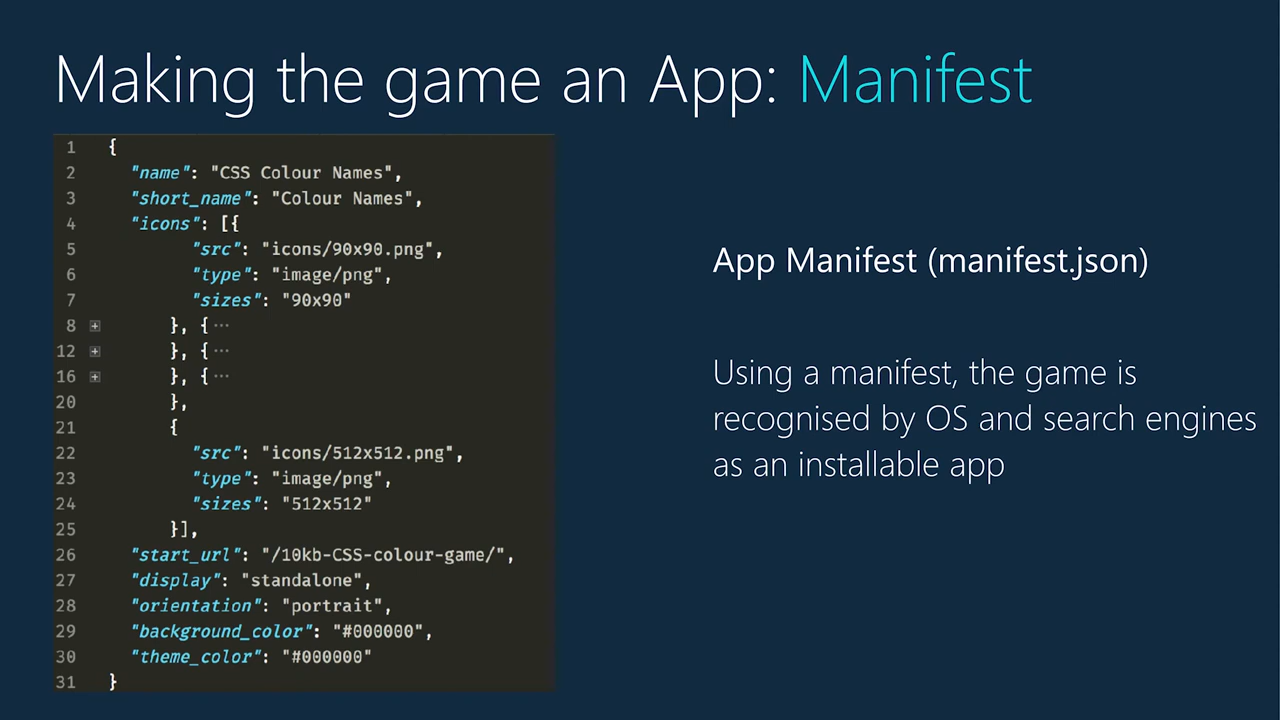 Making the game an App: Manifest
1 {
2 "name": "CSS Colour Names",
3 "short_name": "Colour Names",
4 "icons": [{
5 "src": "icons/90x90.png",
6 "type": "image/png",
7 "sizes": "90x90"
8 }, {···
12 }, {···
16 }, {···
20 },
21 {
22 "src": "icons/512x512.png",
23 "type": "image/png",
24 "sizes": "512x512"
25 }],
26 "start_url": "/10kb-CSS-colour-game/",
27 "display": "standalone",
28 "orientation": "portrait",
29 "background_color": "#000000",
30 "theme_color": "#000000"
31 }
App Manifest (manifest.json)
Using a manifest, the game is
recognised by OS and search engines
as an installable app